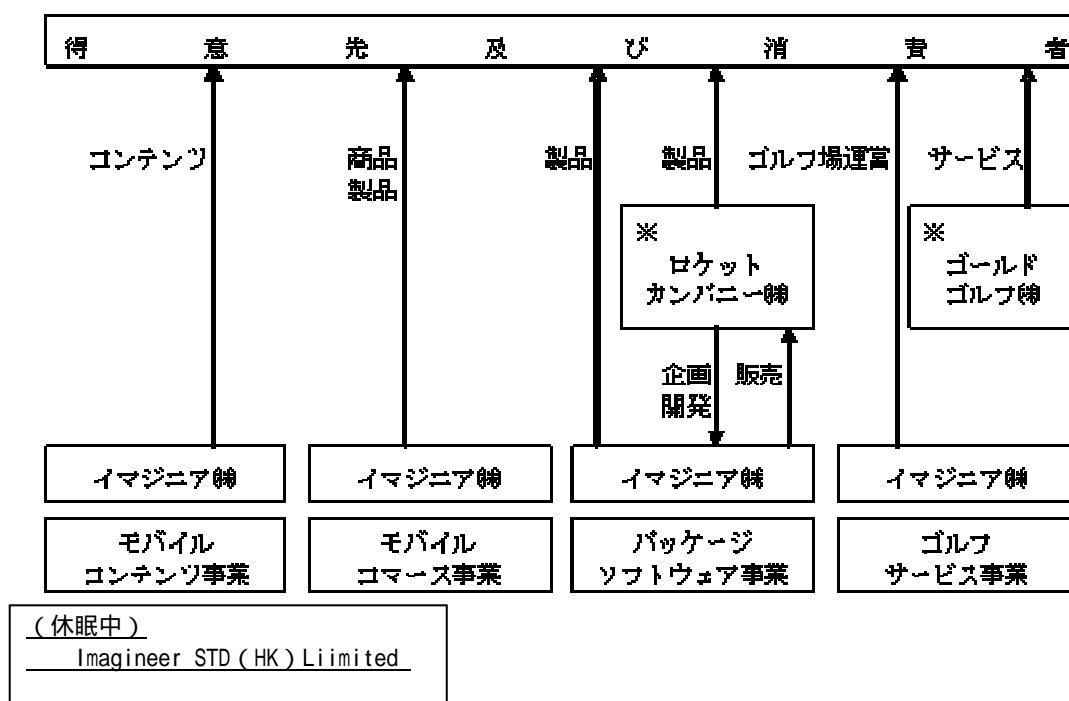 得意先及び消費者
コンテンツ
商品
製品
製品
製品
ゴルフ場運営
サービス
※
ロケット
カンパニー㈱
※
ゴールド
ゴルフ㈱
企画
開発
販売
イマジニア㈱
イマジニア㈱
イマジニア㈱
イマジニア㈱
モバイル
コンテンツ事業
モバイル
コマース事業
パッケージ
ソフトウェア事業
ゴルフ
サービス事業
(休眠中)
Imagineer STD(HK)Liimited